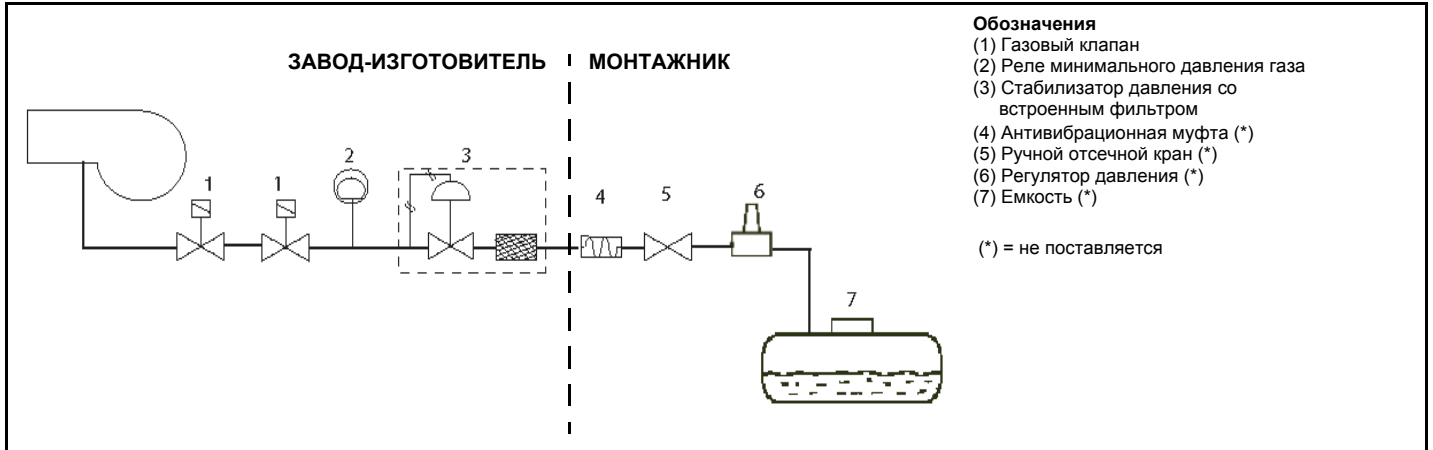 ЗАВОД-ИЗГОТОВИТЕЛЬ
МОНТАЖНИК
1
1
2
3
4
5
6
7
Обозначения
(1) Газовый клапан
(2) Реле минимального давления газа
(3) Стабилизатор давления со
встроенным фильтром
(4) Антивибрационная муфта (*)
(5) Ручной отсечной кран (*)
(6) Регулятор давления (*)
(7) Емкость (*)
(*) = не поставляется